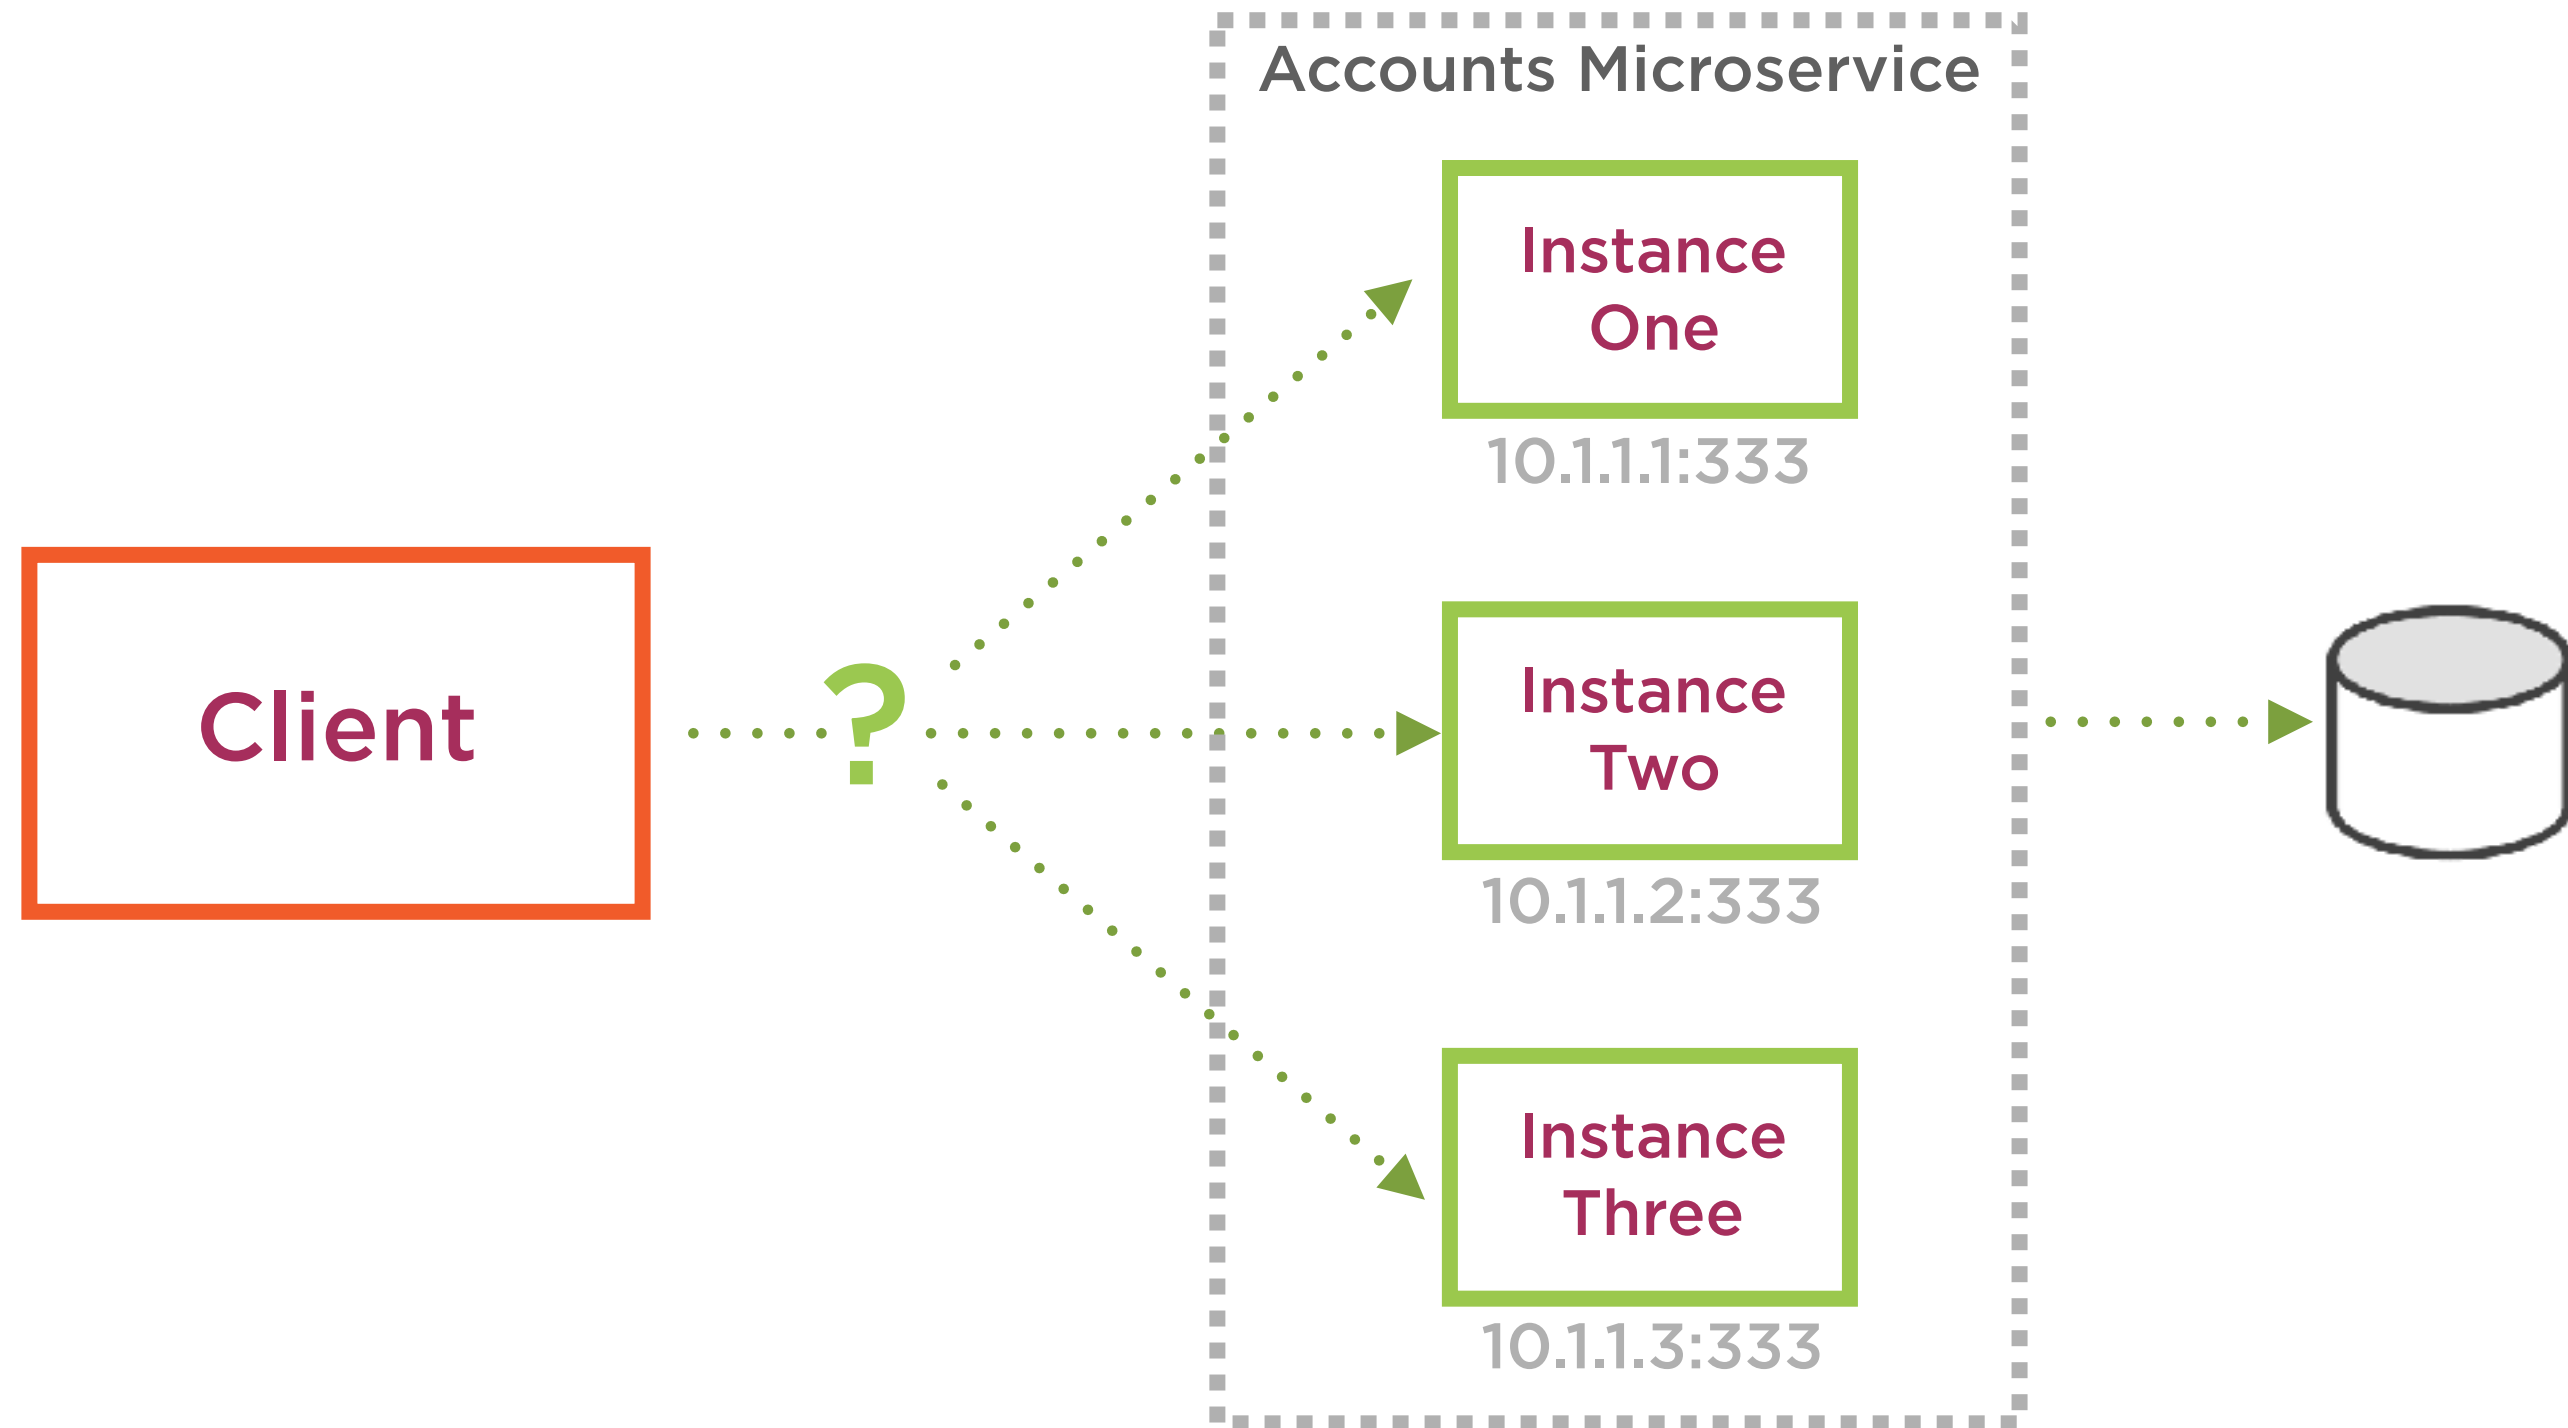 Accounts Microservice
Instance
One
10.1.1.1:333
Client
?
Instance
Two
10.1.1.2:333
Instance
Three
10.1.1.3:333